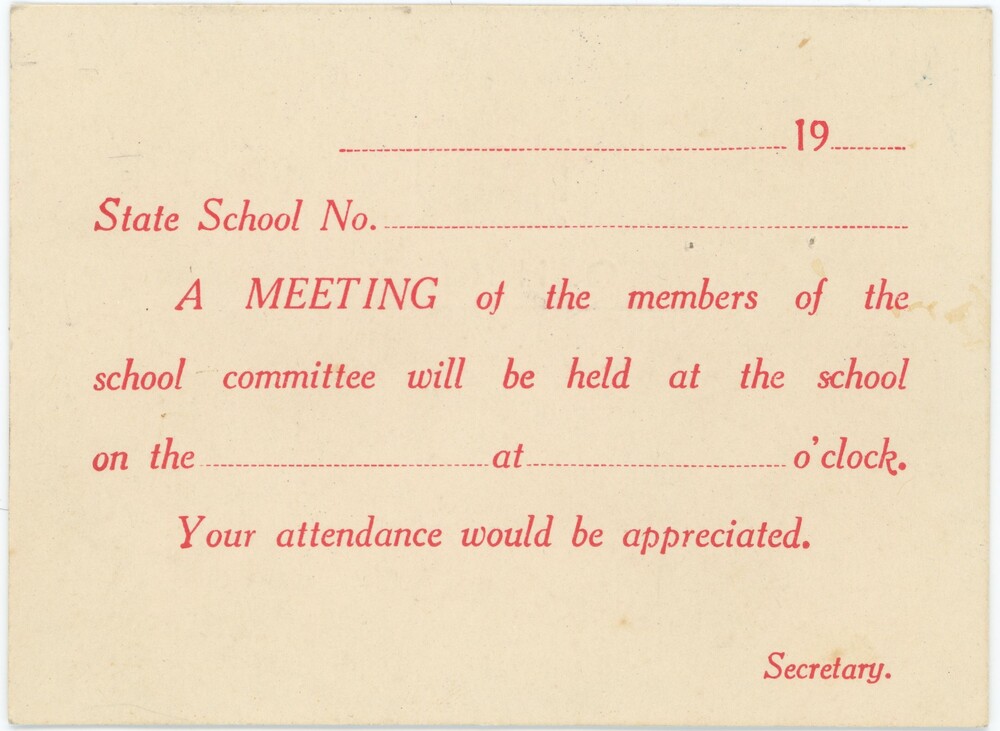 19
State School No.
A MEETING of the members of the
school committee will be held at the school
on the at o'clock.
Your attendance would be appreciated.
Secretary.